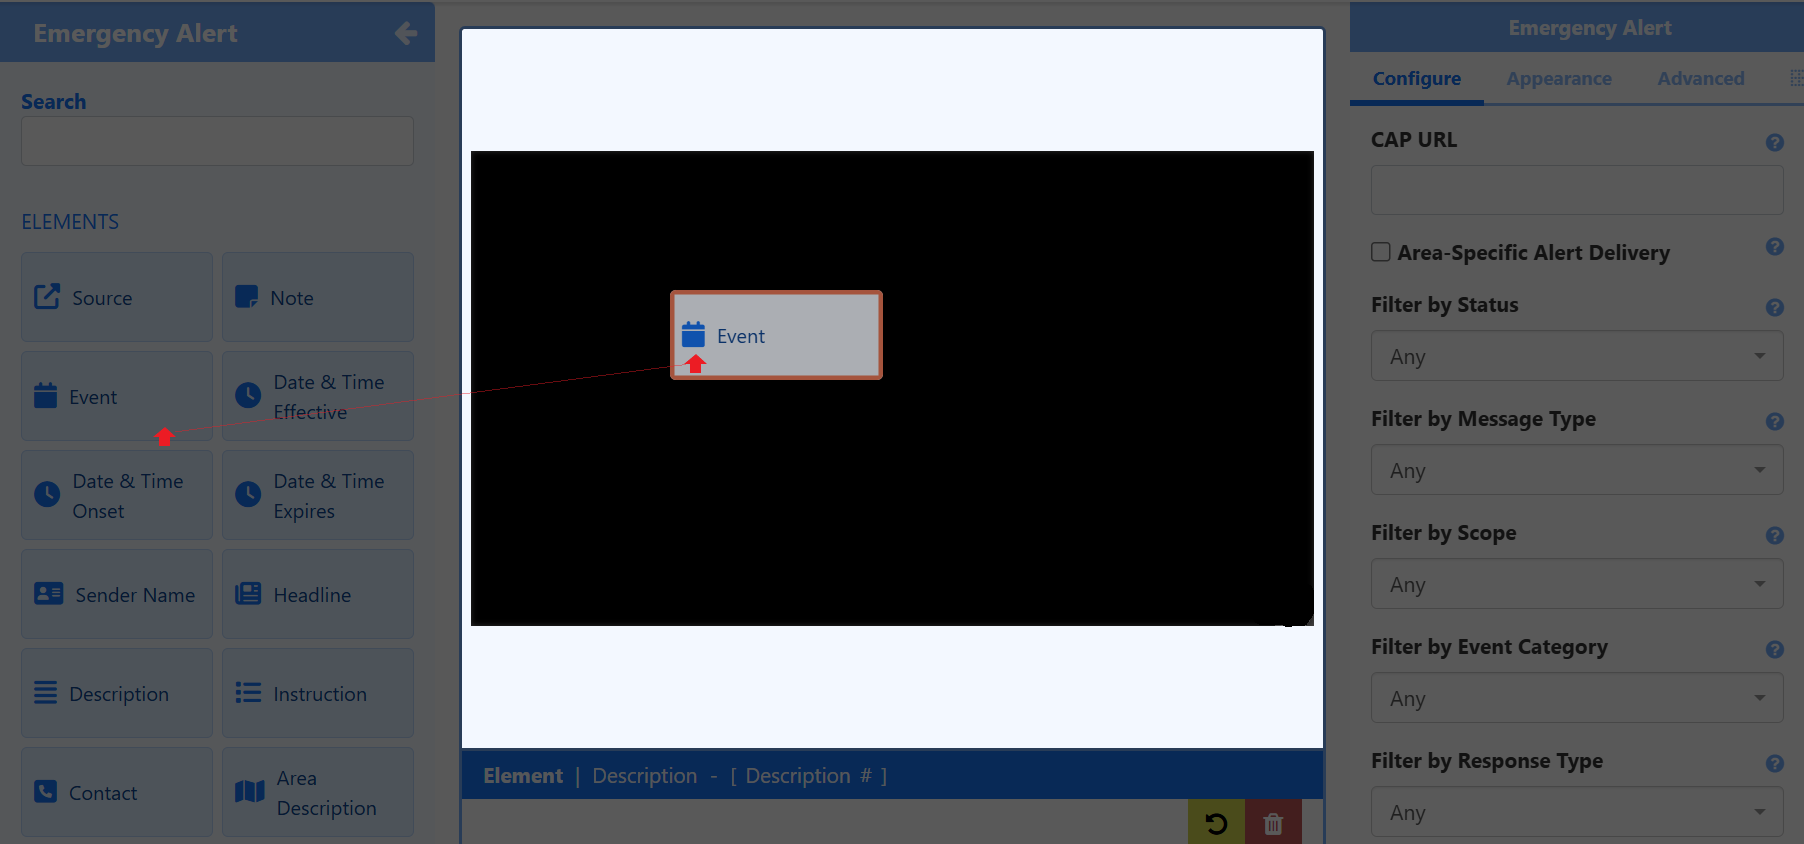 Emergency Alert
Search
ELEMENTS
Source
Note
Event
Date & Time
Effective
Date & Time
Onset
Date & Time
Expires
Sender Name
Headline
Description
Instruction
Contact
Area
Description
Event
Element | Description - [ Description # ]
Emergency Alert
Configure Appearance Advanced
CAP URL
Area-Specific Alert Delivery
Filter by Status
Any
Filter by Message Type
Any
Filter by Scope
Any
Filter by Event Category
Any
Filter by Response Type
Any